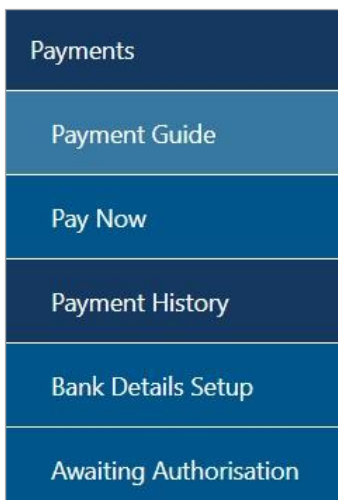 Payments
Payment Guide
Pay Now
Payment History
Bank Details Setup
Awaiting Authorisation